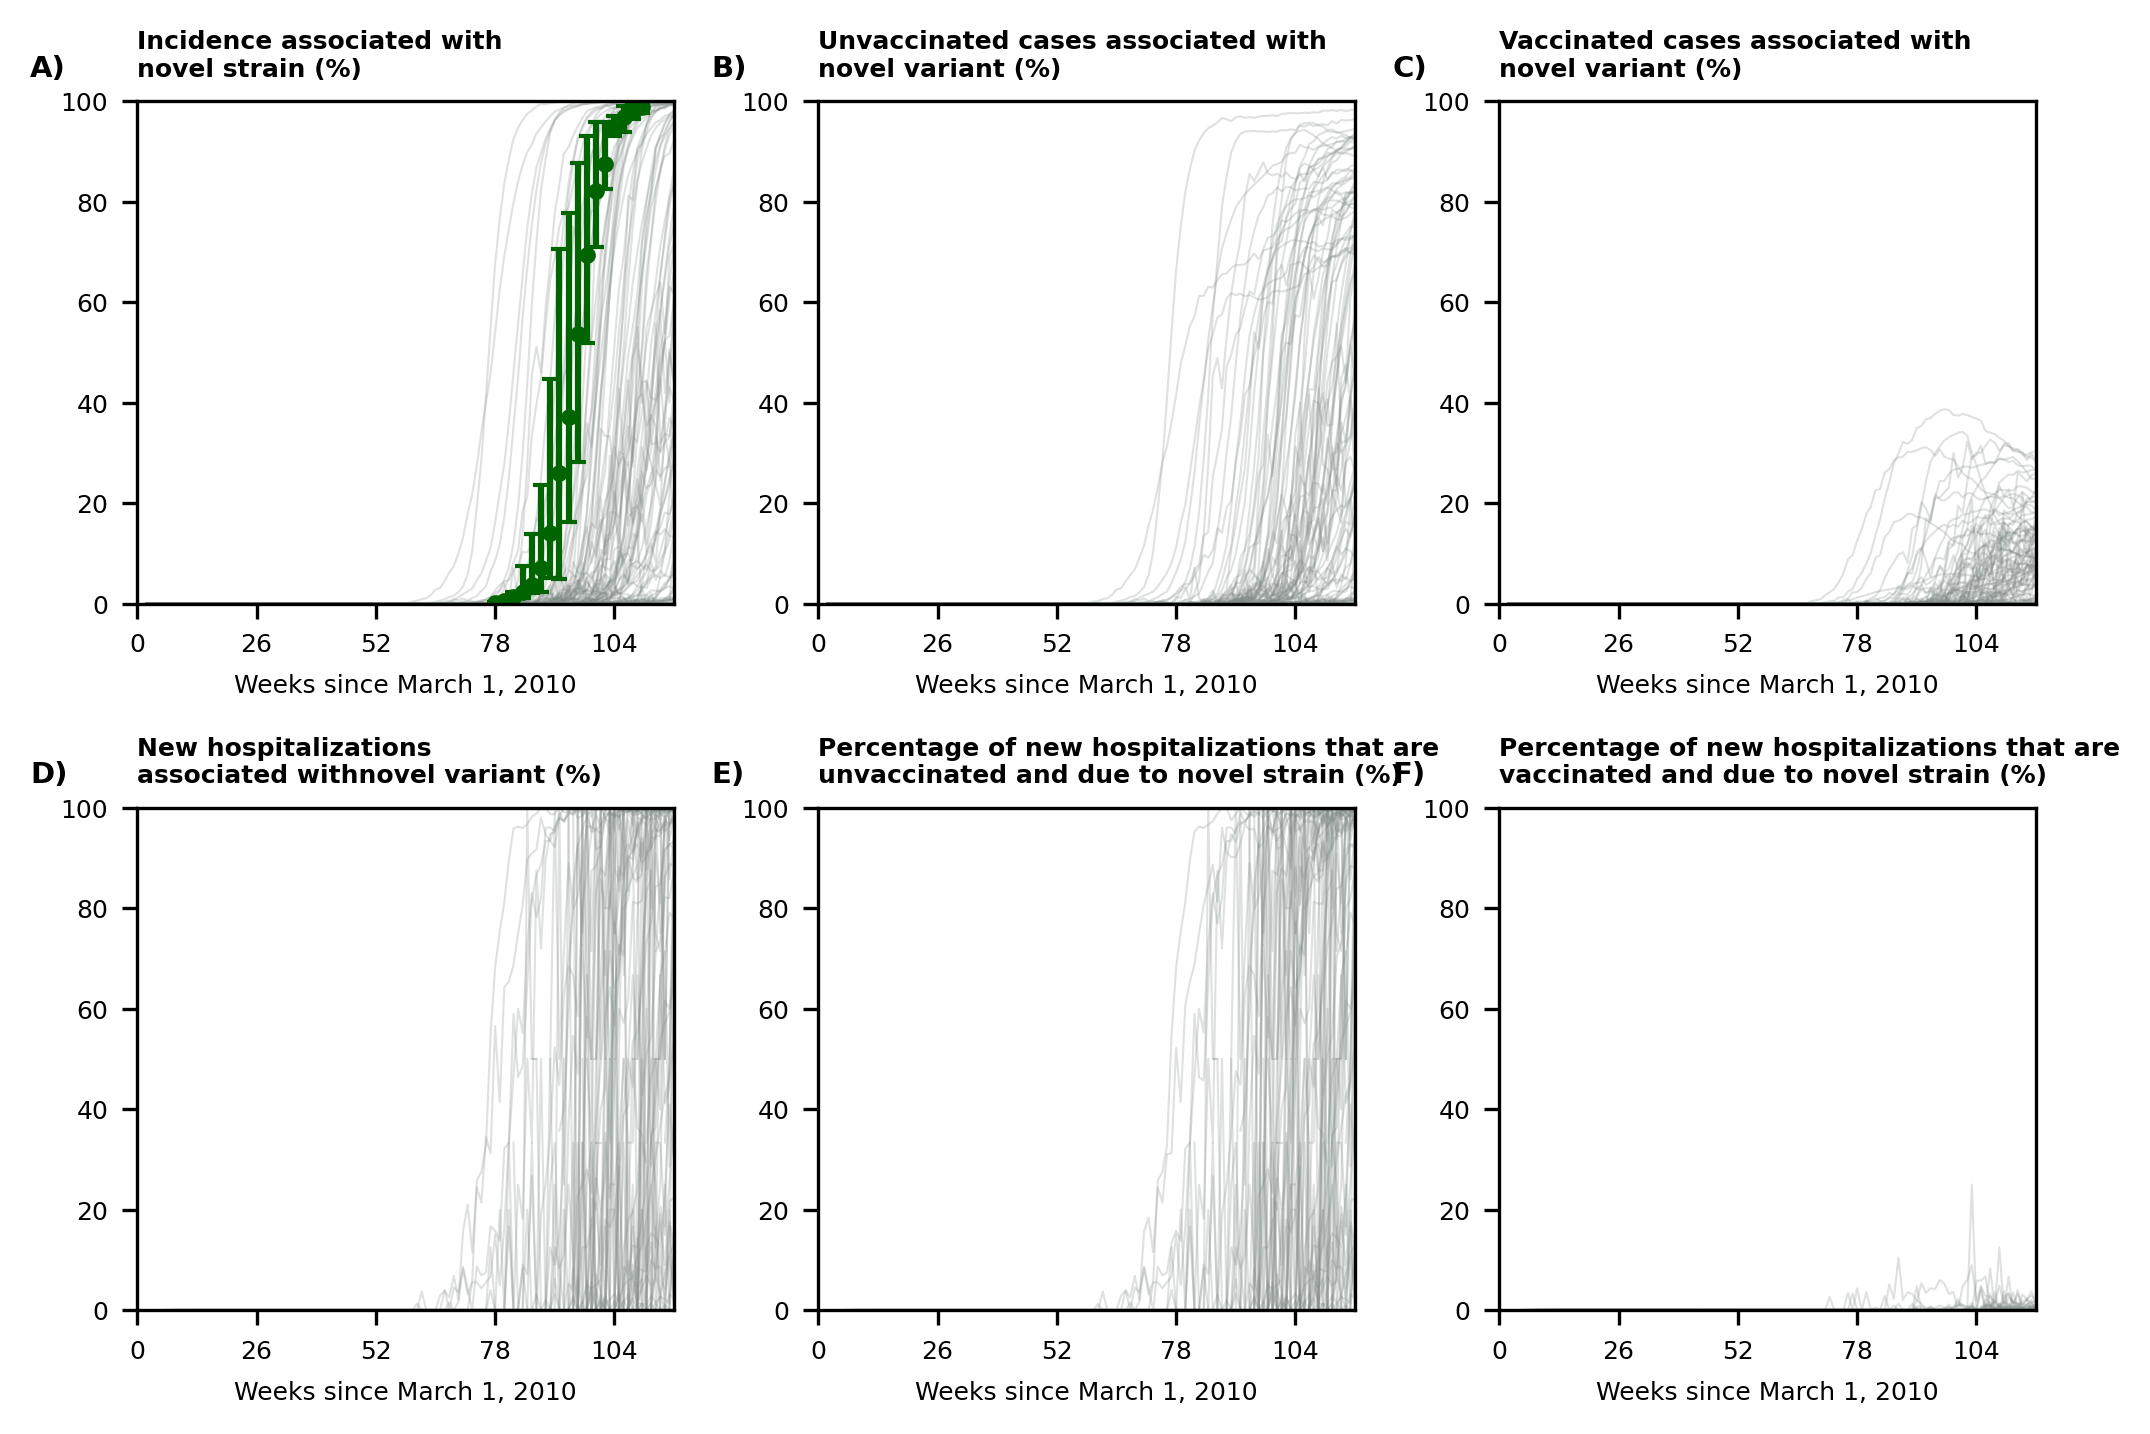 A)
Incidence associated with
novel strain (%)
100
80
60
40
20
0
0 26 52 78 104
Weeks since March 1, 2010
B)
Unvaccinated cases associated with
novel variant (%)
100
80
60
40
20
0
0 26 52 78 104
Weeks since March 1, 2010
C)
Vaccinated cases associated with
novel variant (%)
100
80
60
40
20
0
0 26 52 78 104
Weeks since March 1, 2010
D)
New hospitalizations
associated withnovel variant (%)
100
80
60
40
20
0
0 26 52 78 104
Weeks since March 1, 2010
E)
Percentage of new hospitalizations that are
unvaccinated and due to novel strain (%)
100
80
60
40
20
0
0 26 52 78 104
Weeks since March 1, 2010
F)
Percentage of new hospitalizations that are
vaccinated and due to novel strain (%)
100
80
60
40
20
0
0 26 52 78 104
Weeks since March 1, 2010